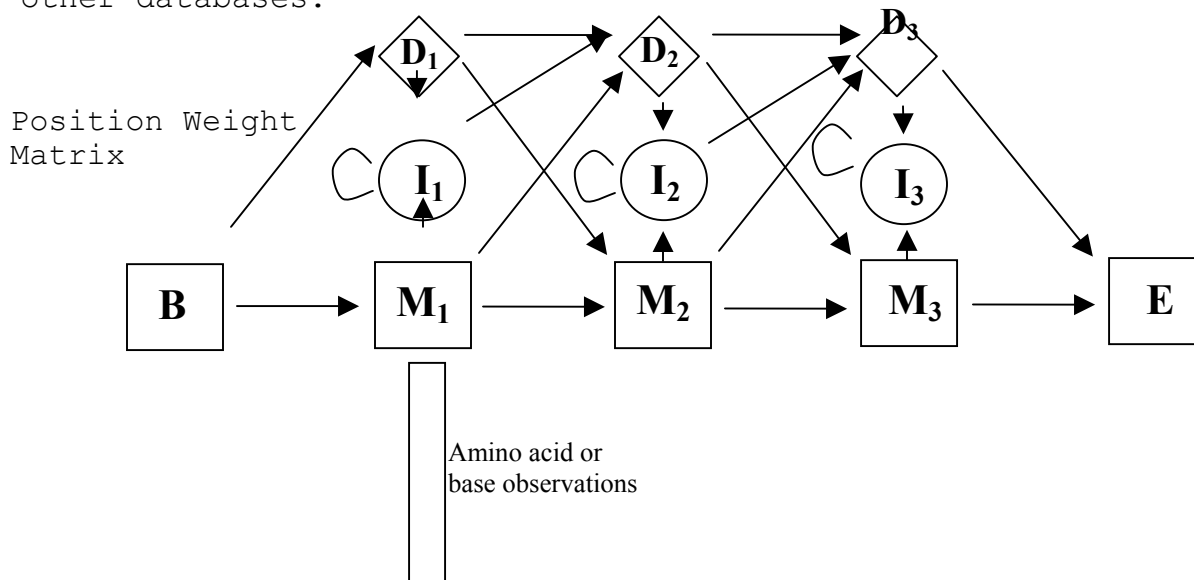 other databases.
D₁ D₂ D₃
Position Weight
Matrix
I₁ I₂ I₃
B M₁ M₂ M₃ E
Amino acid or
base observations